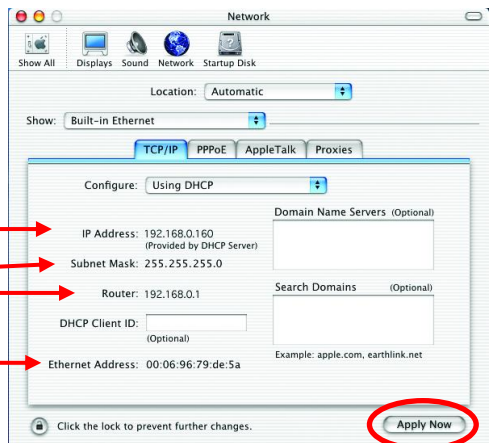 Network
Show All Displays Sound Network Startup Disk
Location: Automatic
Show: Built-in Ethernet
TCP/IP PPPoE AppleTalk Proxies
Configure: Using DHCP
Domain Name Servers (Optional)
IP Address: 192.168.0.160
(Provided by DHCP Server)
Subnet Mask: 255.255.255.0
Router: 192.168.0.1
Search Domains (Optional)
DHCP Client ID:
(Optional)
Example: apple.com, earthlink.net
Ethernet Address: 00:06:96:79:de:5a
Click the lock to prevent further changes.
Apply Now